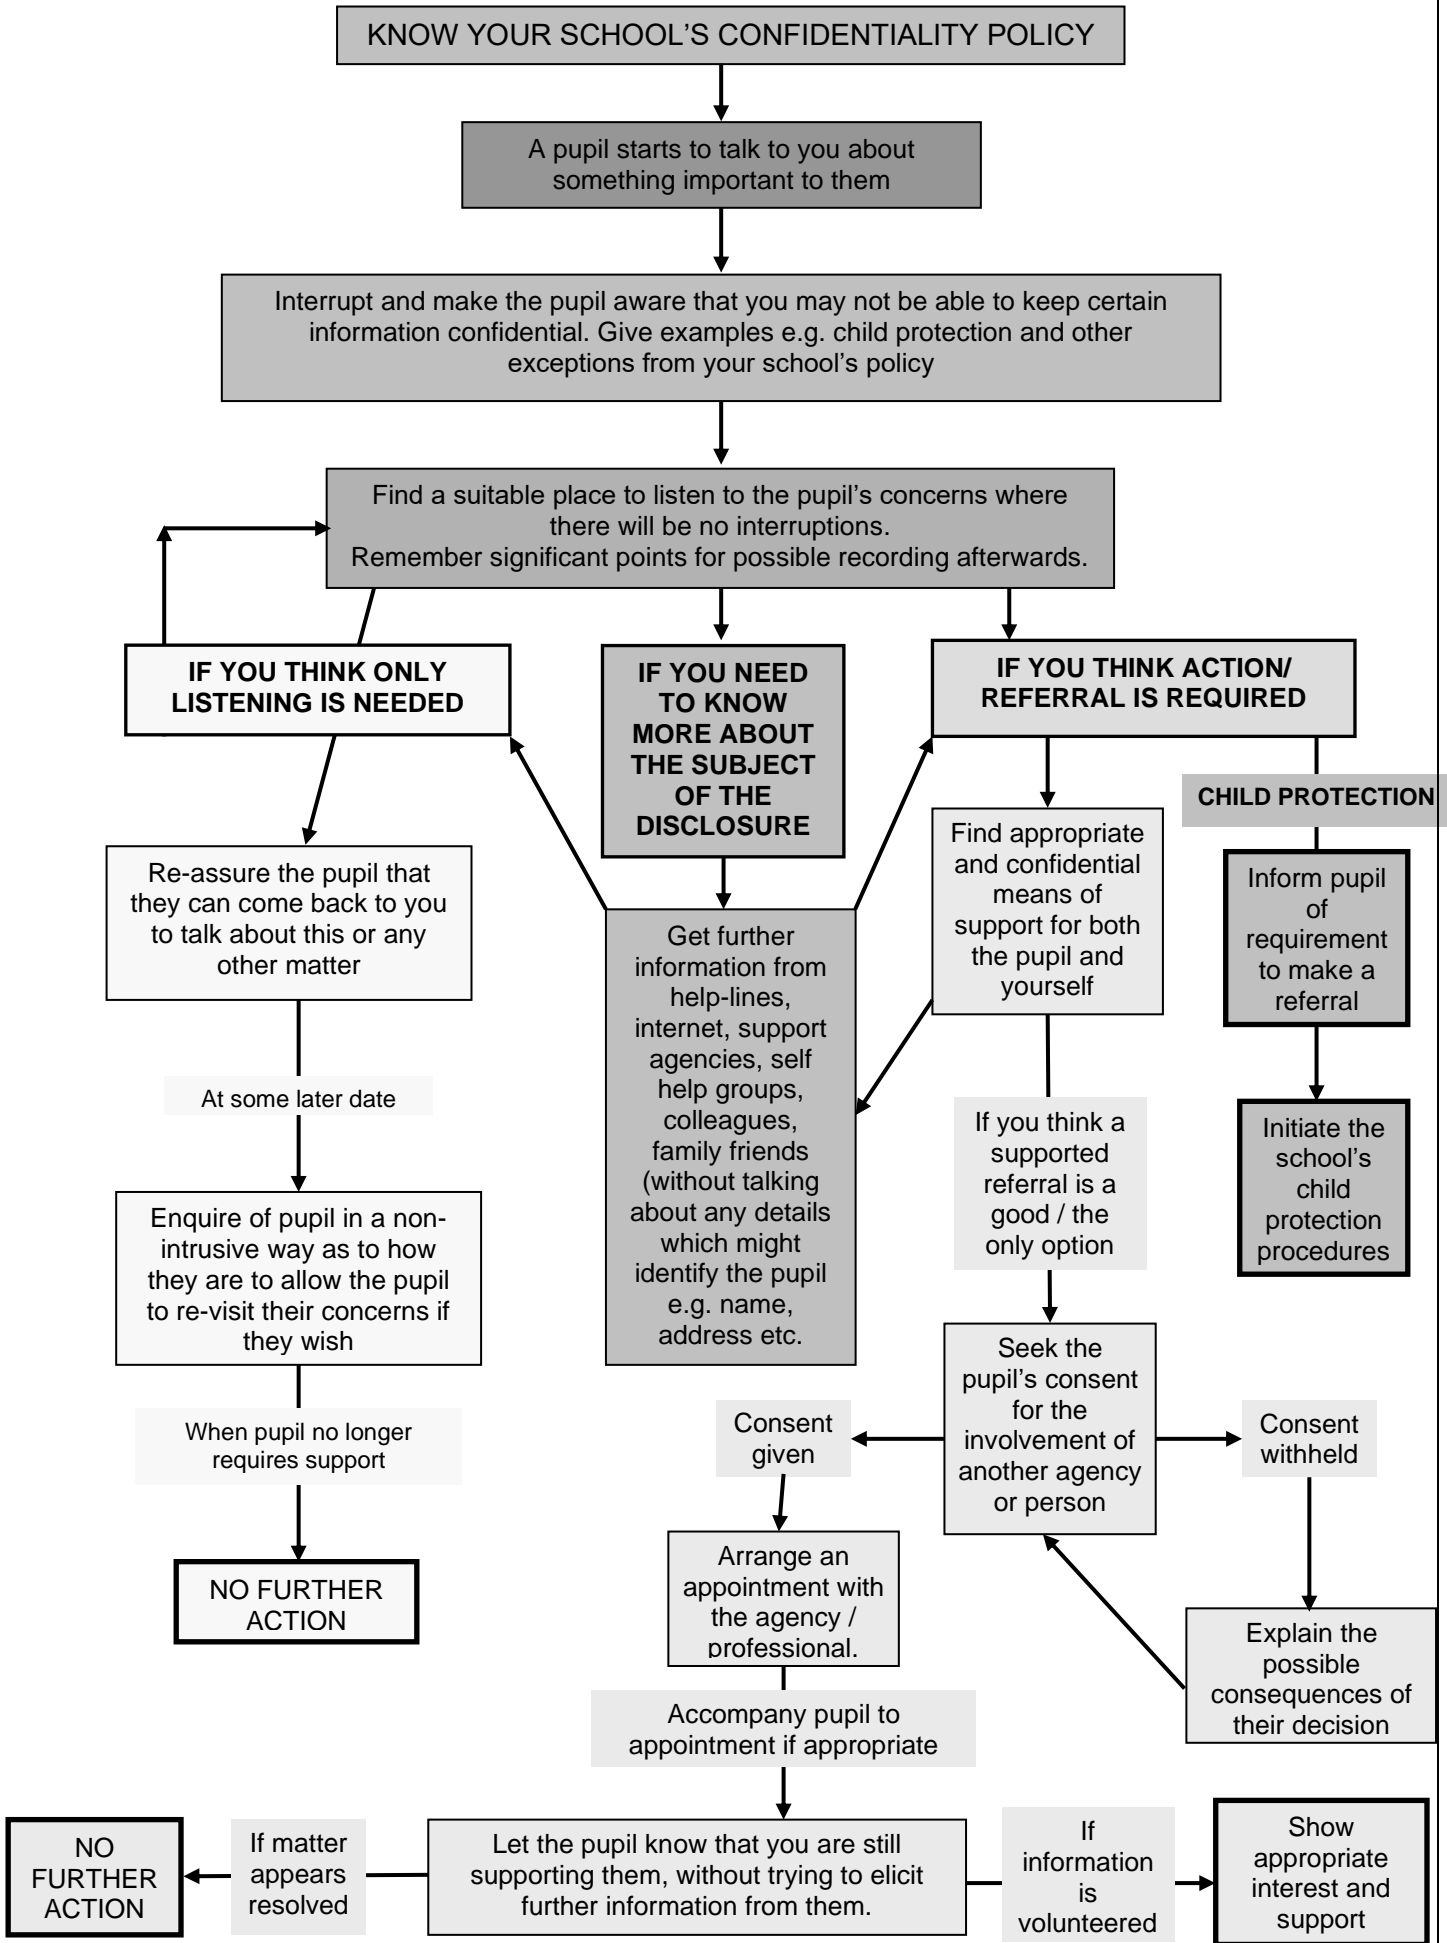 KNOW YOUR SCHOOL'S CONFIDENTIALITY POLICY
A pupil starts to talk to you about
something important to them
Interrupt and make the pupil aware that you may not be able to keep certain
information confidential. Give examples e.g. child protection and other
exceptions from your school's policy
Find a suitable place to listen to the pupil's concerns where
there will be no interruptions.
Remember significant points for possible recording afterwards.
IF YOU THINK ONLY
LISTENING IS NEEDED
Re-assure the pupil that
they can come back to you
to talk about this or any
other matter
At some later date
Enquire of pupil in a non-
intrusive way as to how
they are to allow the pupil
to re-visit their concerns if
they wish
When pupil no longer
requires support
NO FURTHER
ACTION
IF YOU NEED
TO KNOW
MORE ABOUT
THE SUBJECT
OF THE
DISCLOSURE
Get further
information from
help-lines,
internet, support
agencies, self
help groups,
colleagues,
family friends
(without talking
about any details
which might
identify the pupil
e.g. name,
address etc.
IF YOU THINK ACTION/
REFERRAL IS REQUIRED
Find appropriate
and confidential
means of
support for both
the pupil and
yourself
If you think a
supported
referral is a
good / the
only option
CHILD PROTECTION
Inform pupil
of
requirement
to make a
referral
Initiate the
school's
child
protection
procedures
Seek the
pupil's consent
for the
involvement of
another agency
or person
Consent
given
Consent
withheld
Explain the
possible
consequences of
their decision
Arrange an
appointment with
the agency /
professional.
Accompany pupil to
appointment if appropriate
Let the pupil know that you are still
supporting them, without trying to elicit
further information from them.
If matter
appears
resolved
NO
FURTHER
ACTION
If
information
is
volunteered
Show
appropriate
interest and
support